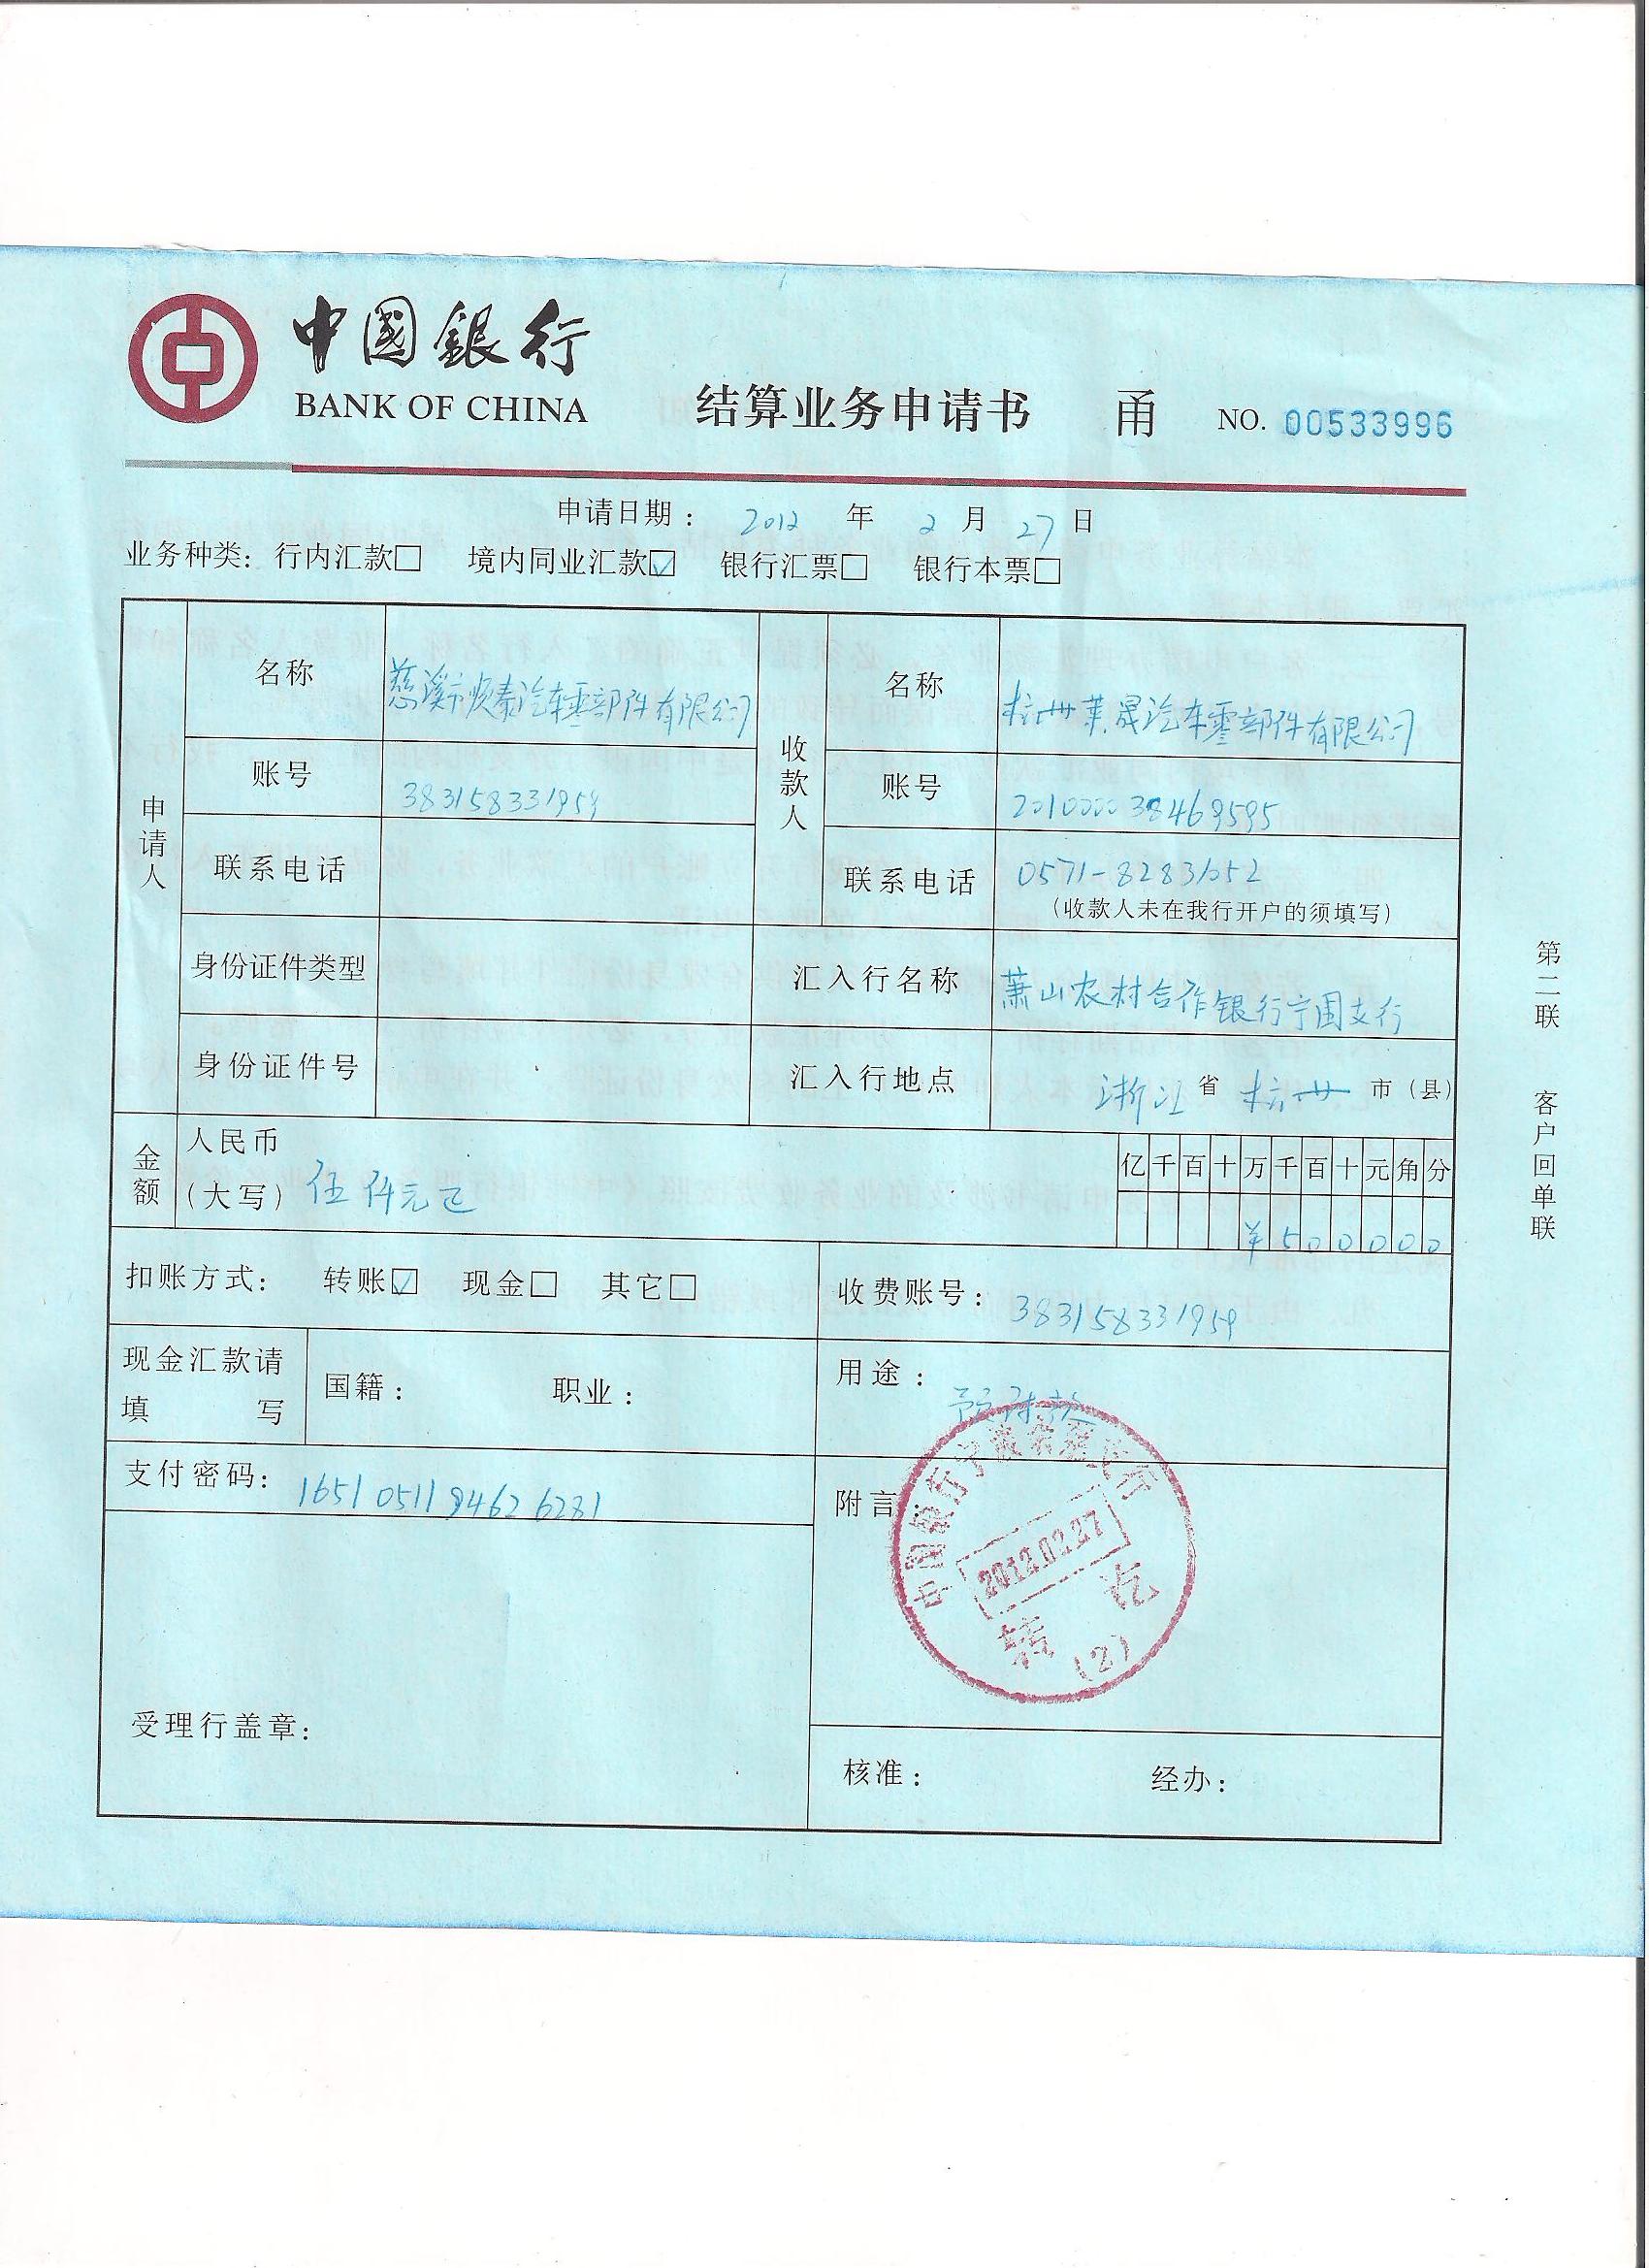 中國銀行
BANK OF CHINA
结算业务申请书 甬 NO. 00533996
申请日期：2012 年 2 月 27 日
业务种类：行内汇款□ 境内同业汇款☑ 银行汇票□ 银行本票□
申请人
名称 慈溪市顺泰汽车零部件有限公司
账号 383158331959
联系电话
身份证件类型
身份证件号
收款人
名称 杭州莱晟汽车零部件有限公司
账号 201000038469595
联系电话 0571-82831052
（收款人未在我行开户的须填写）
汇入行名称 萧山农村合作银行宁围支行
汇入行地点 浙江 省 杭州 市（县）
金额 人民币
（大写）伍仟元正
亿 千 百 十 万 千 百 十 元 角 分
¥ 5 0 0 0 0 0
扣账方式： 转账☑ 现金□ 其它□
收费账号：383158331959
现金汇款请
填 写
国籍： 职业：
用途：预付款
支付密码：1651 0511 9462 6281
附言：
2012.02.27
转 讫
(2)
受理行盖章：
核准： 经办：
第二联 客户回单联